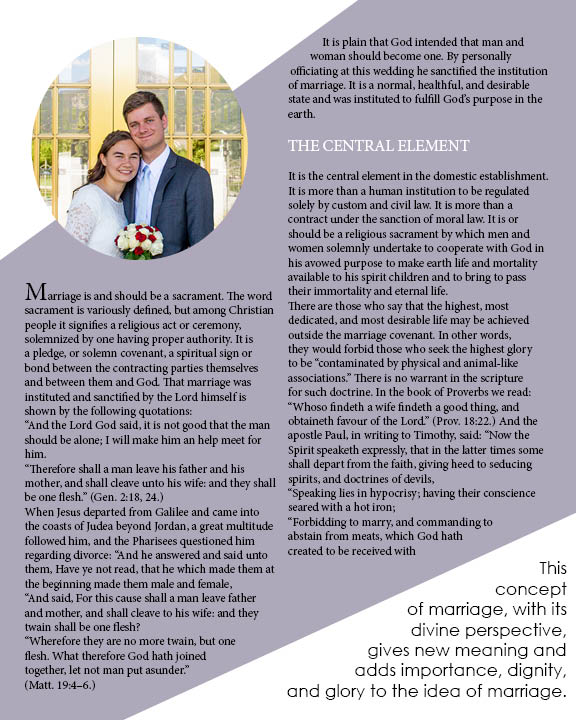 Marriage is and should be a sacrament. The word
sacrament is variously defined, but among Christian
people it signifies a religious act or ceremony,
solemnized by one having proper authority. It is
a pledge, or solemn covenant, a spiritual sign or
bond between the contracting parties themselves
and between them and God. That marriage was
instituted and sanctified by the Lord himself is
shown by the following quotations:
“And the Lord God said, it is not good that the man
should be alone; I will make him an help meet for
him.
“Therefore shall a man leave his father and his
mother, and shall cleave unto his wife: and they shall
be one flesh.” (Gen. 2:18, 24.)
When Jesus departed from Galilee and came into
the coasts of Judea beyond Jordan, a great multitude
followed him, and the Pharisees questioned him
regarding divorce: “And he answered and said unto
them, Have ye not read, that he which made them at
the beginning made them male and female,
“And said, For this cause shall a man leave father
and mother, and shall cleave to his wife: and they
twain shall be one flesh?
“Wherefore they are no more twain, but one
flesh. What therefore God hath joined
together, let not man put asunder.”
(Matt. 19:4–6.)
It is plain that God intended that man and
woman should become one. By personally
officiating at this wedding he sanctified the institution
of marriage. It is a normal, healthful, and desirable
state and was instituted to fulfill God’s purpose in the
earth.
THE CENTRAL ELEMENT
It is the central element in the domestic establishment.
It is more than a human institution to be regulated
solely by custom and civil law. It is more than a
contract under the sanction of moral law. It is or
should be a religious sacrament by which men and
women solemnly undertake to cooperate with God in
his avowed purpose to make earth life and mortality
available to his spirit children and to bring to pass
their immortality and eternal life.
There are those who say that the highest, most
dedicated, and most desirable life may be achieved
outside the marriage covenant. In other words,
they would forbid those who seek the highest glory
to be “contaminated by physical and animal-like
associations.” There is no warrant in the scripture
for such doctrine. In the book of Proverbs we read:
“Whoso findeth a wife findeth a good thing, and
obtaineth favour of the Lord.” (Prov. 18:22.) And the
apostle Paul, in writing to Timothy, said: “Now the
Spirit speaketh expressly, that in the latter times some
shall depart from the faith, giving heed to seducing
spirits, and doctrines of devils,
“Speaking lies in hypocrisy; having their conscience
seared with a hot iron;
“Forbidding to marry, and commanding to
abstain from meats, which God hath
created to be received with
This
concept
of marriage, with its
divine perspective,
gives new meaning and
adds importance, dignity,
and glory to the idea of marriage.